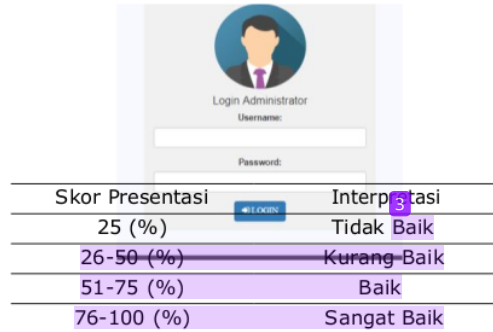 Login Administrator
Username:
Password:
LOGIN
Skor Presentasi Interpretasi
3
25 (%) Tidak Baik
26-50 (%) Kurang Baik
51-75 (%) Baik
76-100 (%) Sangat Baik